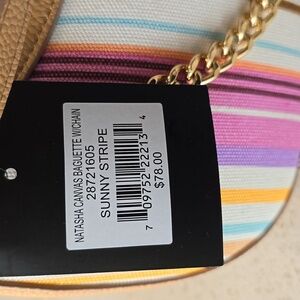 NATASHA CANVAS BAGUETTE W/CHAIN
28721605
SUNNY STRIPE
7 09752 22213 4
$78.00